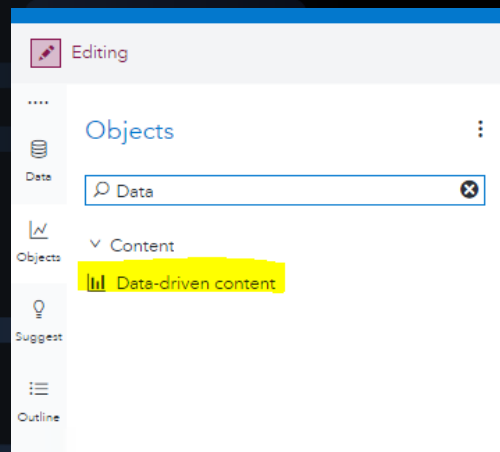 Editing
Objects
Data
Data
Content
Objects
Data-driven content
Suggest
Outline